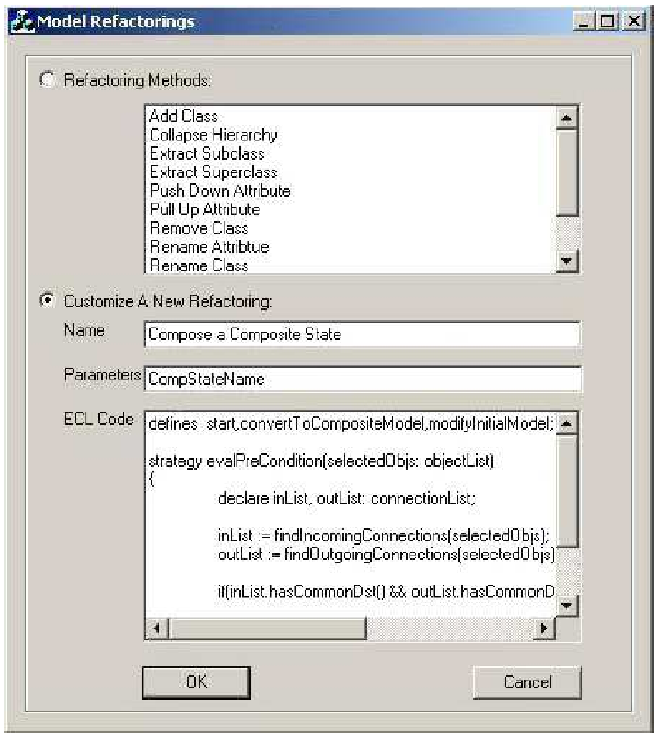 Model Refactorings
Refactoring Methods:
Add Class
Collapse Hierarchy
Extract Subclass
Extract Superclass
Push Down Attribute
Pull Up Attribute
Remove Class
Rename Attribtue
Rename Class
Customize A New Refactoring:
Name
Compose a Composite State
Parameters
CompStateName
ECL Code
defines start,convertToCompositeModel,modifyInitialModel;
strategy evalPreCondition(selectedObjs: objectList)
{
declare inList, outList: connectionList;
inList := findIncomingConnections(selectedObjs);
outList := findOutgoingConnections(selectedObjs)
if(inList.hasCommonDst() && outList.hasCommonD
OK
Cancel